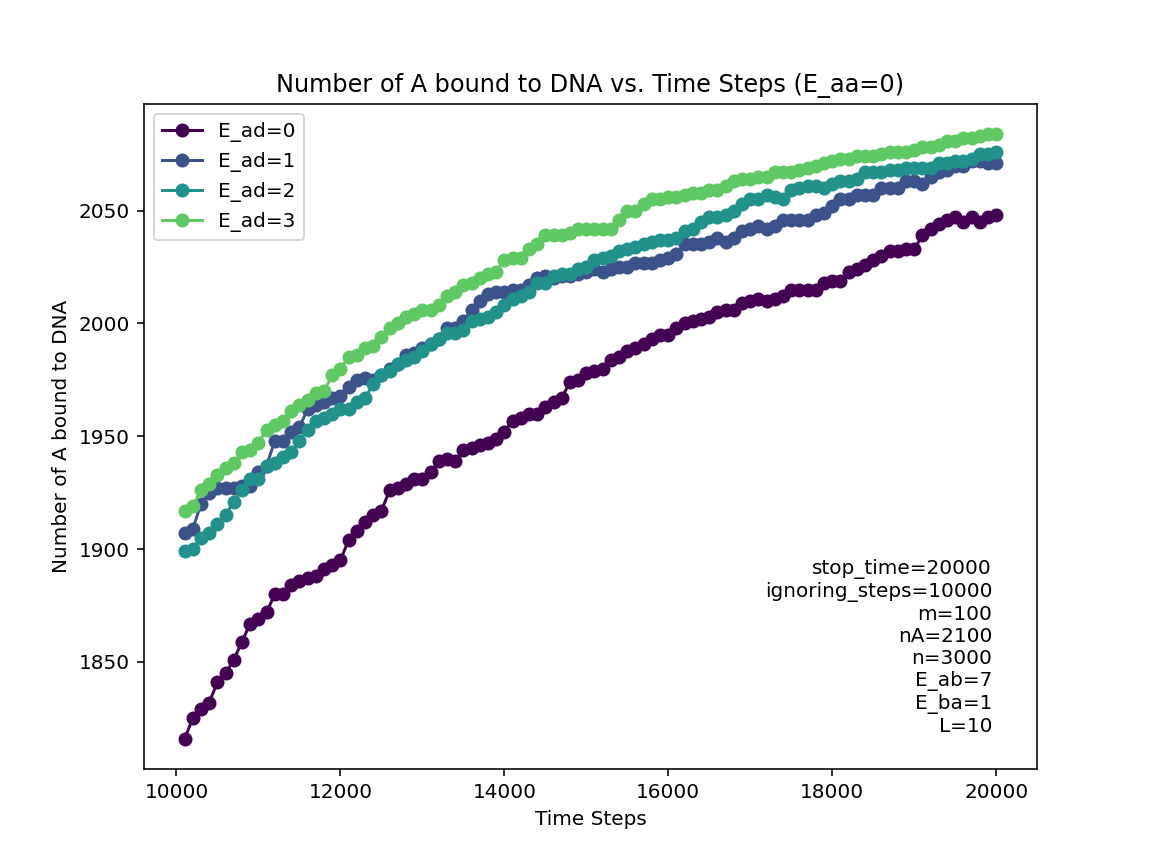 Number of A bound to DNA vs. Time Steps (E_aa=0)
E_ad=0
E_ad=1
E_ad=2
E_ad=3
Number of A bound to DNA
2050
2000
1950
1900
1850
stop_time=20000
ignoring_steps=10000
m=100
nA=2100
n=3000
E_ab=7
E_ba=1
L=10
10000 12000 14000 16000 18000 20000
Time Steps